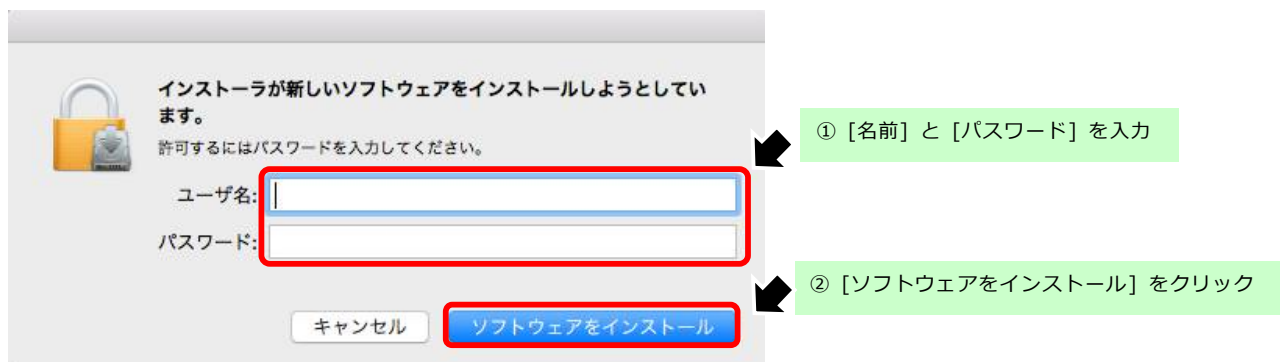 インストーラが新しいソフトウェアをインストールしようとしてい
ます。
許可するにはパスワードを入力してください。
ユーザ名:
パスワード:
キャンセル
ソフトウェアをインストール
① [名前] と [パスワード] を入力
② [ソフトウェアをインストール] をクリック